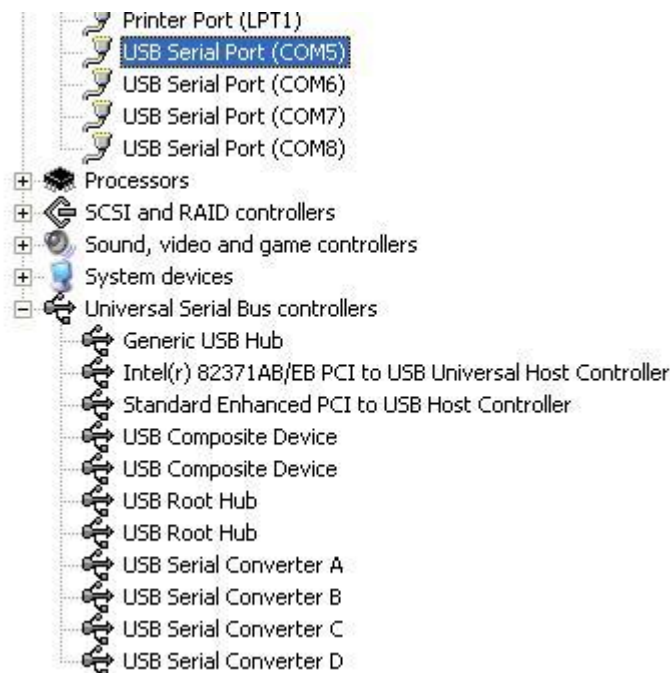 Printer Port (LPT1)
USB Serial Port (COM5)
USB Serial Port (COM6)
USB Serial Port (COM7)
USB Serial Port (COM8)
Processors
SCSI and RAID controllers
Sound, video and game controllers
System devices
Universal Serial Bus controllers
Generic USB Hub
Intel(r) 82371AB/EB PCI to USB Universal Host Controller
Standard Enhanced PCI to USB Host Controller
USB Composite Device
USB Composite Device
USB Root Hub
USB Root Hub
USB Serial Converter A
USB Serial Converter B
USB Serial Converter C
USB Serial Converter D